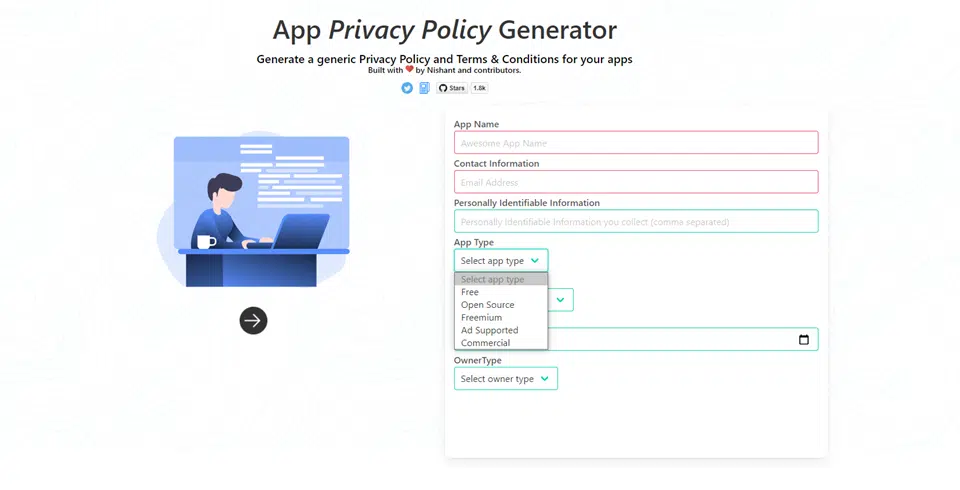 App Privacy Policy Generator
Generate a generic Privacy Policy and Terms & Conditions for your apps
Built with ❤ by Nishant and contributors.
Stars 1.8k
App Name
Awesome App Name
Contact Information
Email Address
Personally Identifiable Information
Personally Identifiable Information you collect (comma separated)
App Type
Select app type
Select app type
Free
Open Source
Freemium
Ad Supported
Commercial
OwnerType
Select owner type